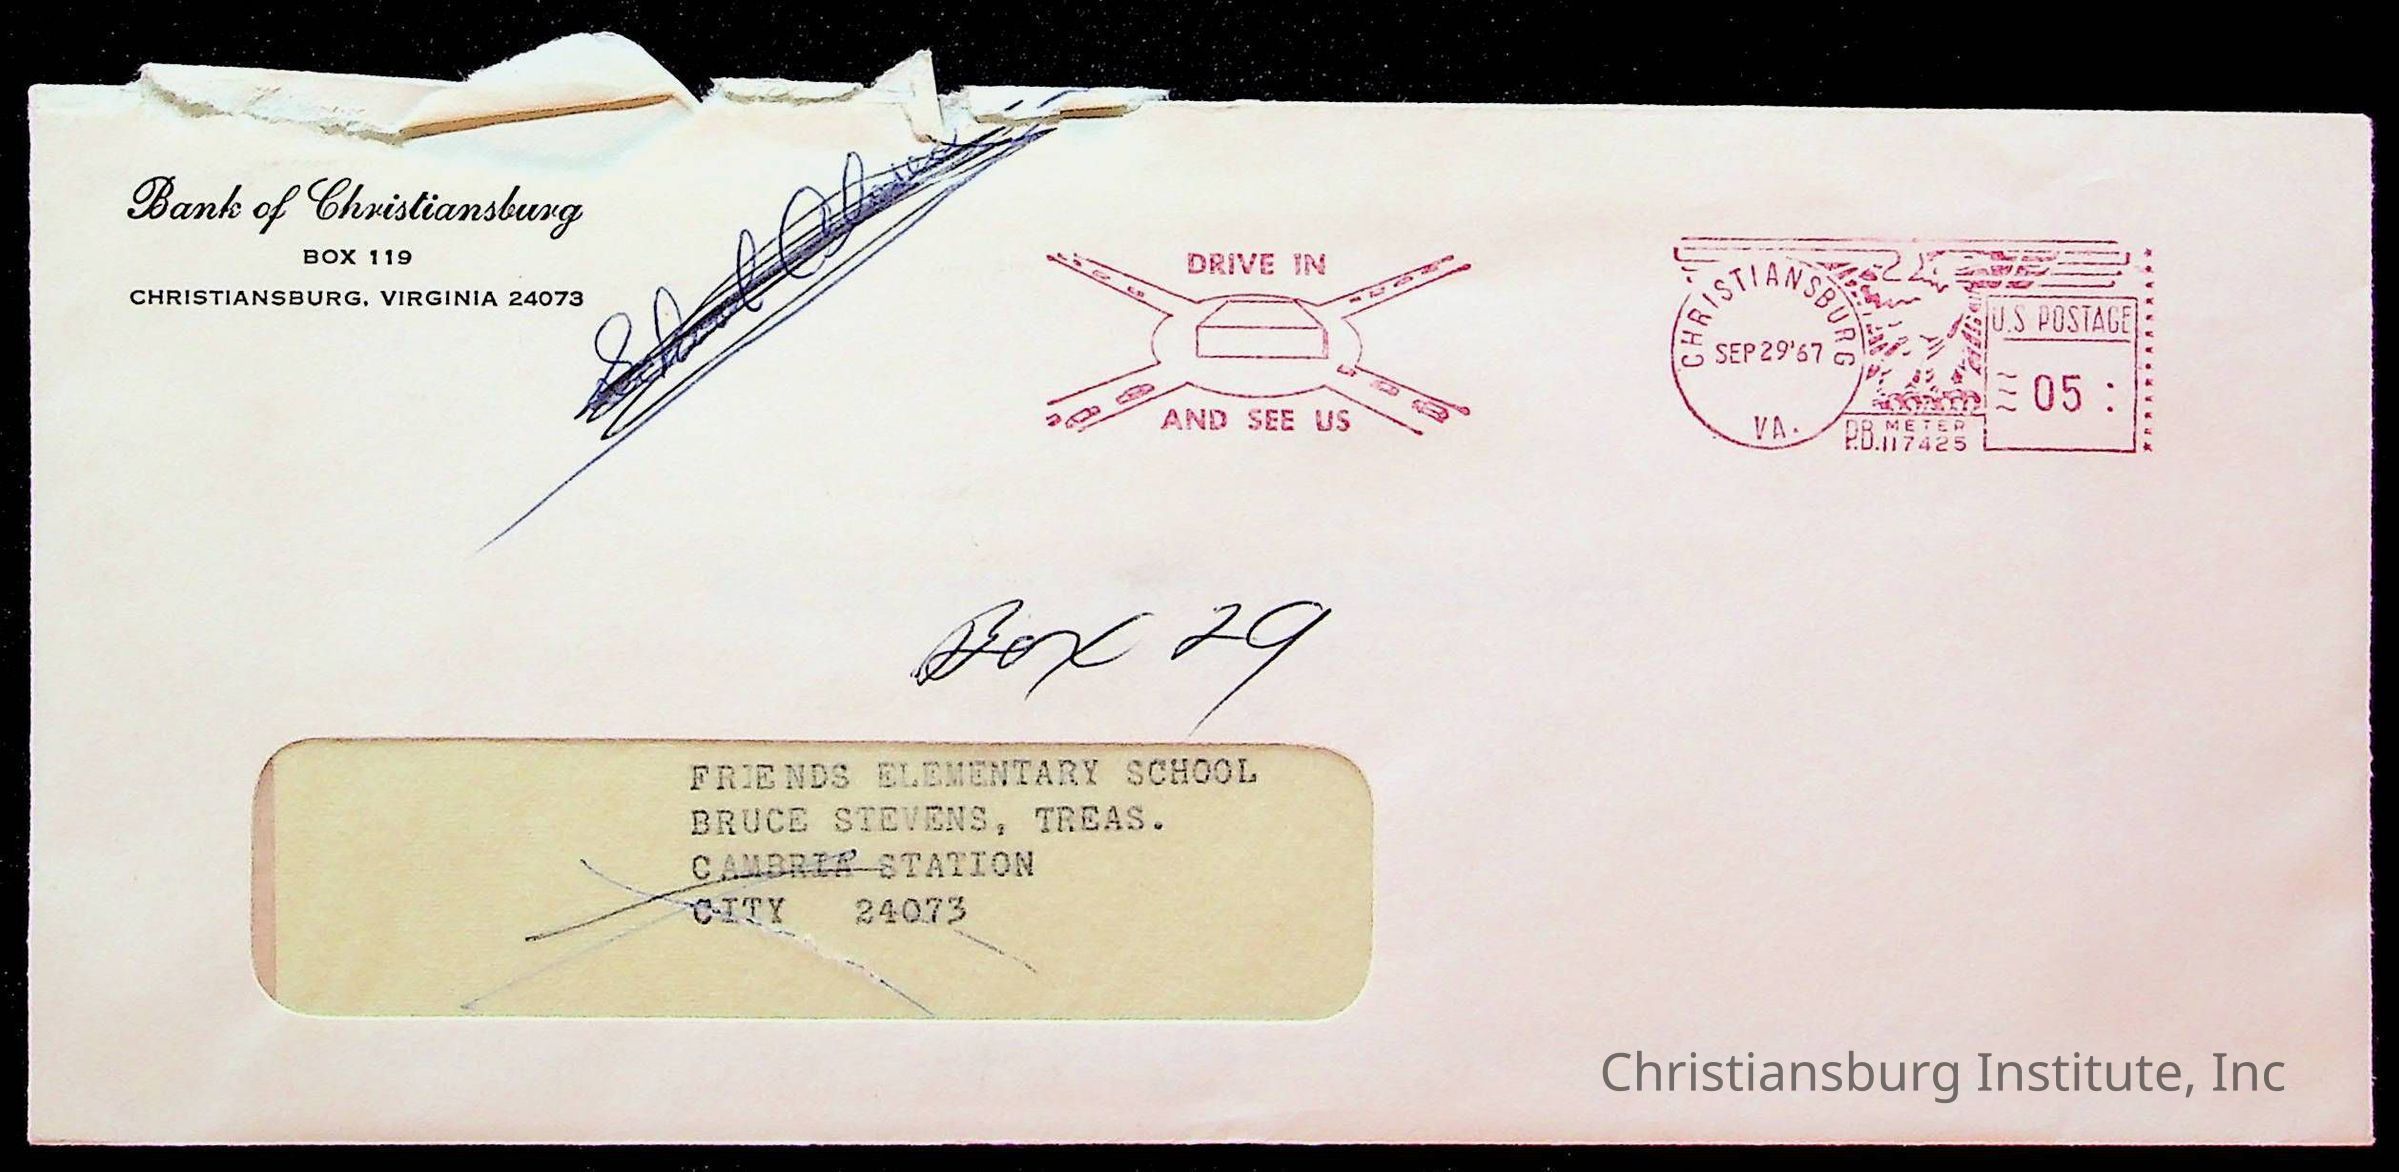 Bank of Christiansburg
BOX 119
CHRISTIANSBURG, VIRGINIA 24073
School
DRIVE IN
AND SEE US
CHRISTIANSBURG
SEP 29 '67
VA.
U.S POSTAGE
05
P.B. METER
P.B. 117425
Box 29
FRIENDS ELEMENTARY SCHOOL
BRUCE STEVENS, TREAS.
CAMBRIA STATION
CITY 24073
Christiansburg Institute, Inc